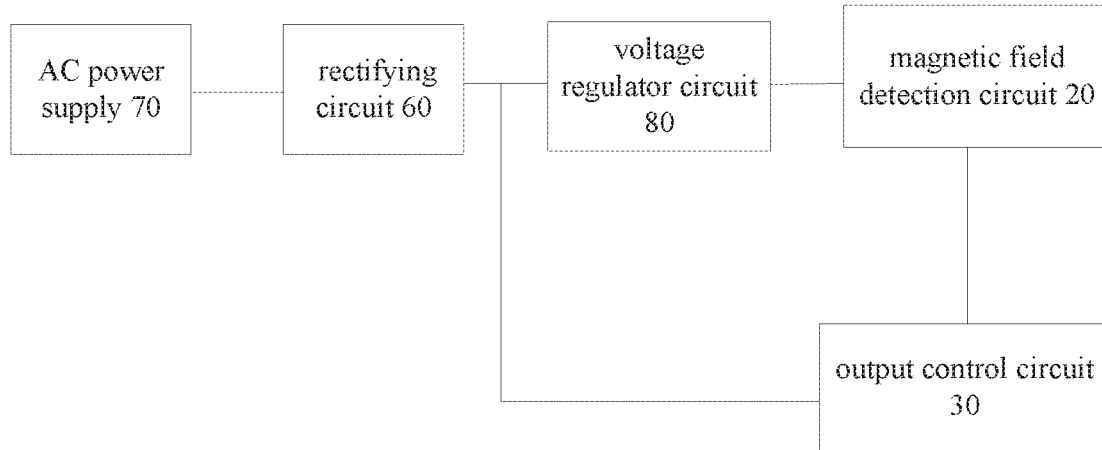 AC power
supply 70
rectifying
circuit 60
voltage
regulator circuit
80
magnetic field
detection circuit 20
output control circuit
30